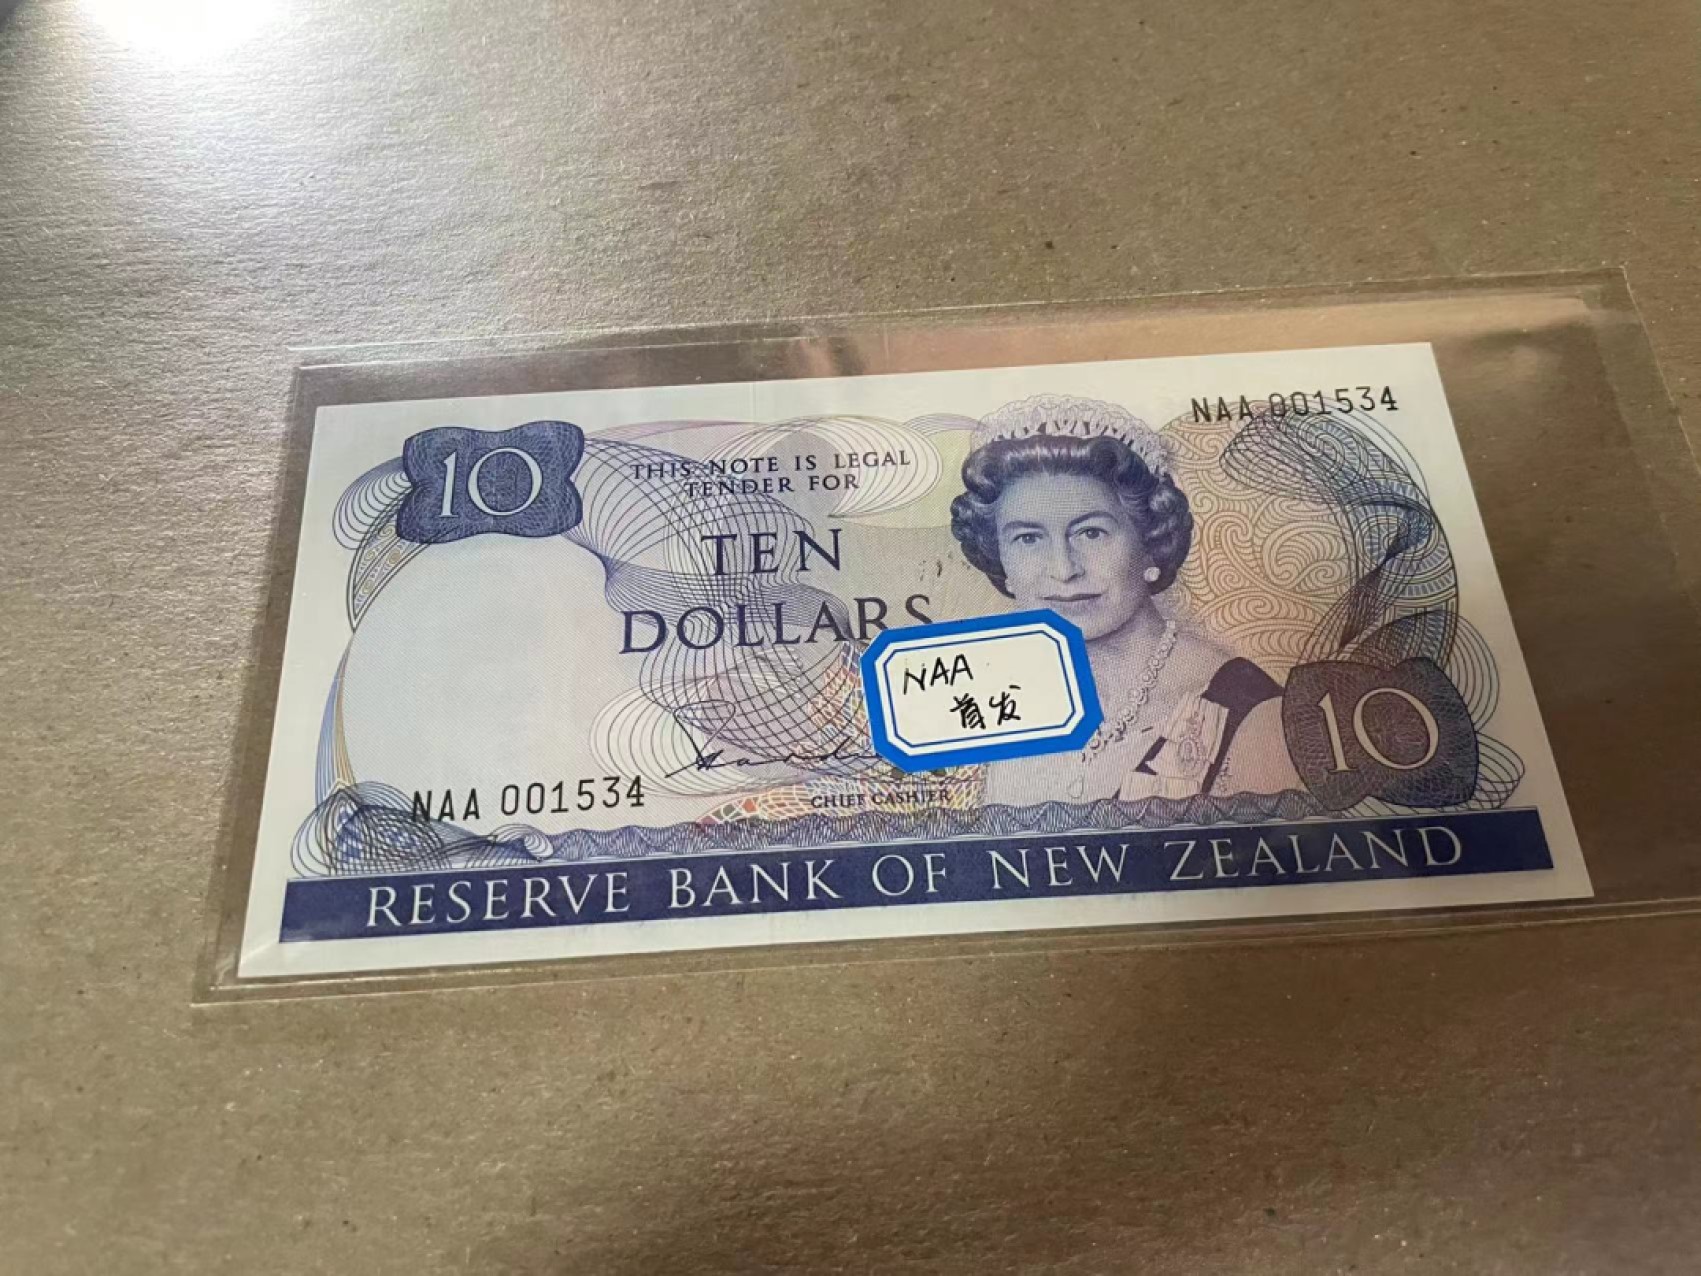 NAA 001534
10
THIS NOTE IS LEGAL
TENDER FOR
TEN
DOLLARS
NAA
首发
10
NAA 001534
CHIEF CASHIER
RESERVE BANK OF NEW ZEALAND